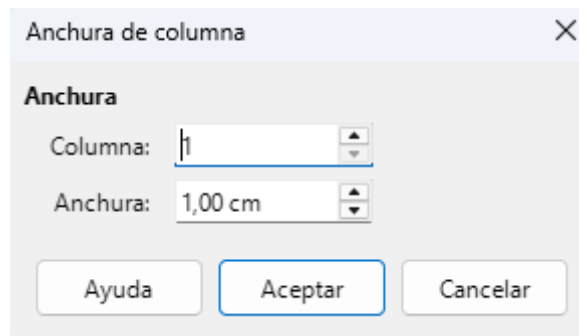 Anchura de columna
Anchura
Columna: 1
Anchura: 1,00 cm
Ayuda Aceptar Cancelar